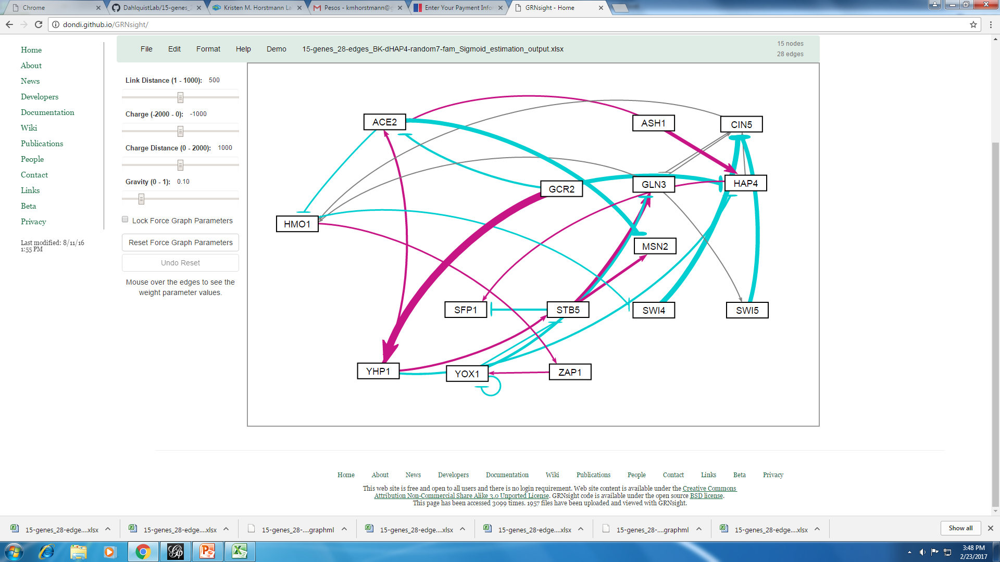 Chrome
DahlquistLab/15-genes_
Kristen M. Horstmann La
Pesos - kmhorstmann@g
Enter Your Payment Infor
GRNsight - Home
dondi.github.io/GRNsight/
Home
About
News
Developers
Documentation
Wiki
Publications
People
Contact
Links
Beta
Privacy
Last modified: 8/11/16
1:55 PM
File Edit Format Help Demo 15-genes_28-edges_BK-dHAP4-random7-fam_Sigmoid_estimation_output.xlsx
15 nodes
28 edges
Link Distance (1 - 1000): 500
Charge (-2000 - 0): -1000
Charge Distance (0 - 2000): 1000
Gravity (0 - 1): 0.10
Lock Force Graph Parameters
Reset Force Graph Parameters
Undo Reset
Mouse over the edges to see the
weight parameter values.
ACE2
ASH1
CIN5
GCR2
GLN3
HAP4
HMO1
MSN2
SFP1
STB5
SWI4
SWI5
YHP1
YOX1
ZAP1
Home About News Developers Documentation Wiki Publications People Contact Links Beta Privacy
This web site is free and open to all users and there is no login requirement. Web site content is available under the Creative Commons
Attribution Non-Commercial Share Alike 3.0 Unported License. GRNsight code is available under the open source BSD license.
This page has been accessed 3099 times. 1957 files have been uploaded and viewed with GRNsight.
15-genes_28-edge....xlsx
15-genes_28-edge....xlsx
15-genes_28-....graphml
15-genes_28-edge....xlsx
15-genes_28-edge....xlsx
15-genes_28-....graphml
15-genes_28-edge....xlsx
Show all
3:48 PM
2/23/2017